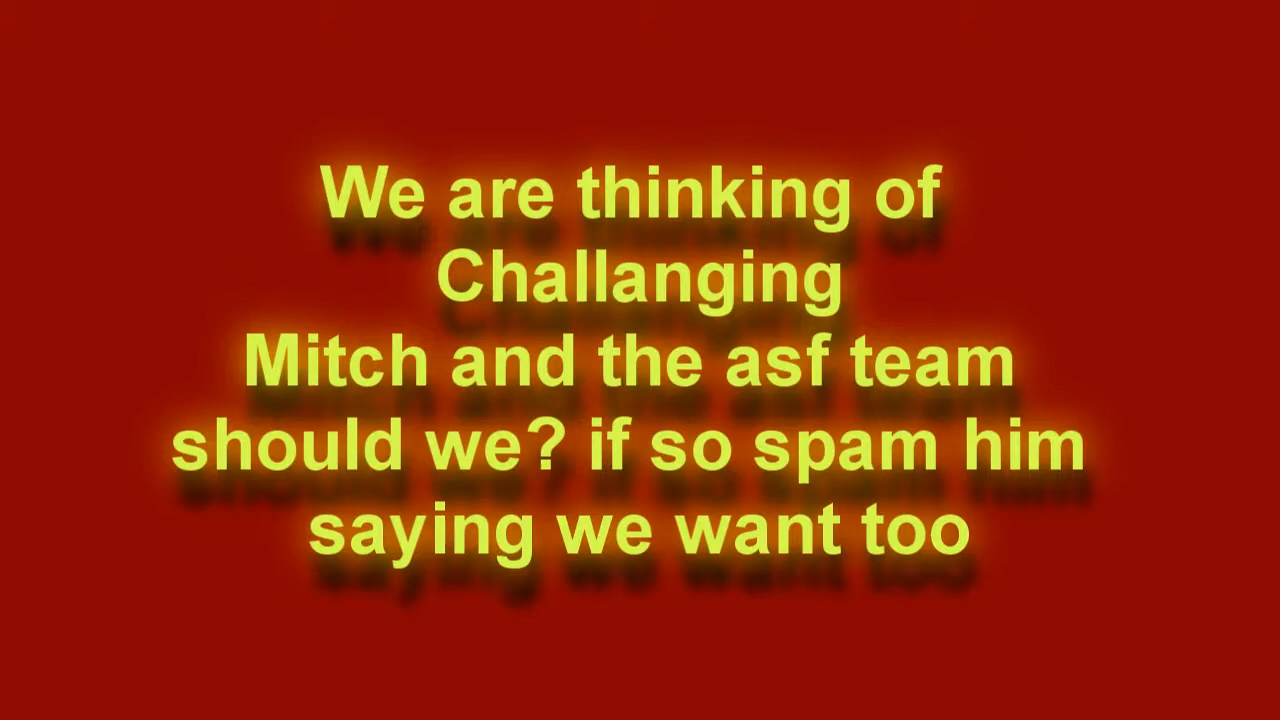 We are thinking of
Challanging
Mitch and the asf team
should we? if so spam him
saying we want too